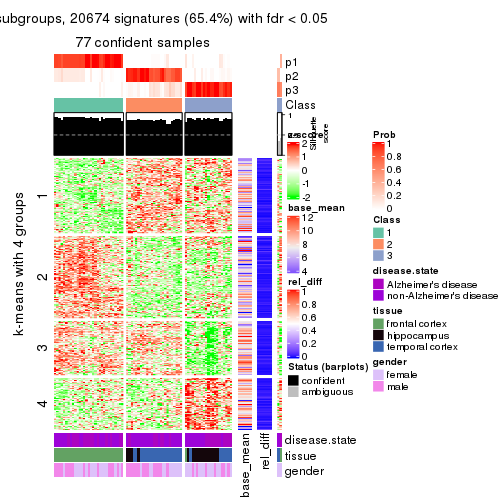 subgroups, 20674 signatures (65.4%) with fdr < 0.05
77 confident samples
p1
p2
p3
Class
1
Silhouette
score
k-means with 4 groups
1
2
3
4
z-score
2
1
0
-1
-2
base_mean
12
10
8
6
4
rel_diff
1
0.8
0.6
0.4
0.2
0
Status (barplots)
confident
ambiguous
Prob
1
0.8
0.6
0.4
0.2
0
Class
1
2
3
disease.state
Alzheimer's disease
non-Alzheimer's disease
tissue
frontal cortex
hippocampus
temporal cortex
gender
female
male
disease.state
tissue
gender
base_mean
rel_diff